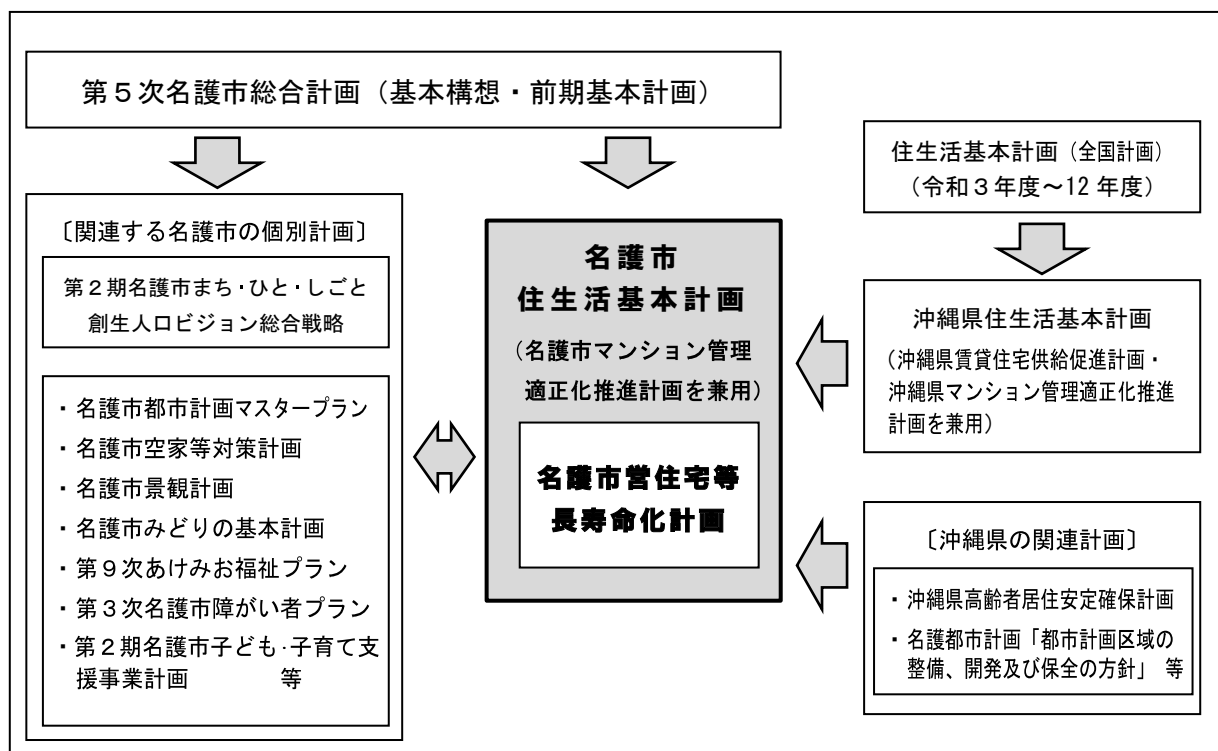 第５次名護市総合計画（基本構想・前期基本計画）
〔関連する名護市の個別計画〕
第２期名護市まち・ひと・しごと
創生人口ビジョン総合戦略
・名護市都市計画マスタープラン
・名護市空家等対策計画
・名護市景観計画
・名護市みどりの基本計画
・第９次あけみお福祉プラン
・第３次名護市障がい者プラン
・第２期名護市子ども・子育て支
援事業計画　　　　等
名護市
住生活基本計画
（名護市マンション管理
適正化推進計画を兼用）
名護市営住宅等
長寿命化計画
住生活基本計画（全国計画）
（令和３年度～12年度）
沖縄県住生活基本計画
（沖縄県賃貸住宅供給促進計画・
沖縄県マンション管理適正化推進
計画を兼用）
〔沖縄県の関連計画〕
・沖縄県高齢者居住安定確保計画
・名護都市計画「都市計画区域の
整備、開発及び保全の方針」 等